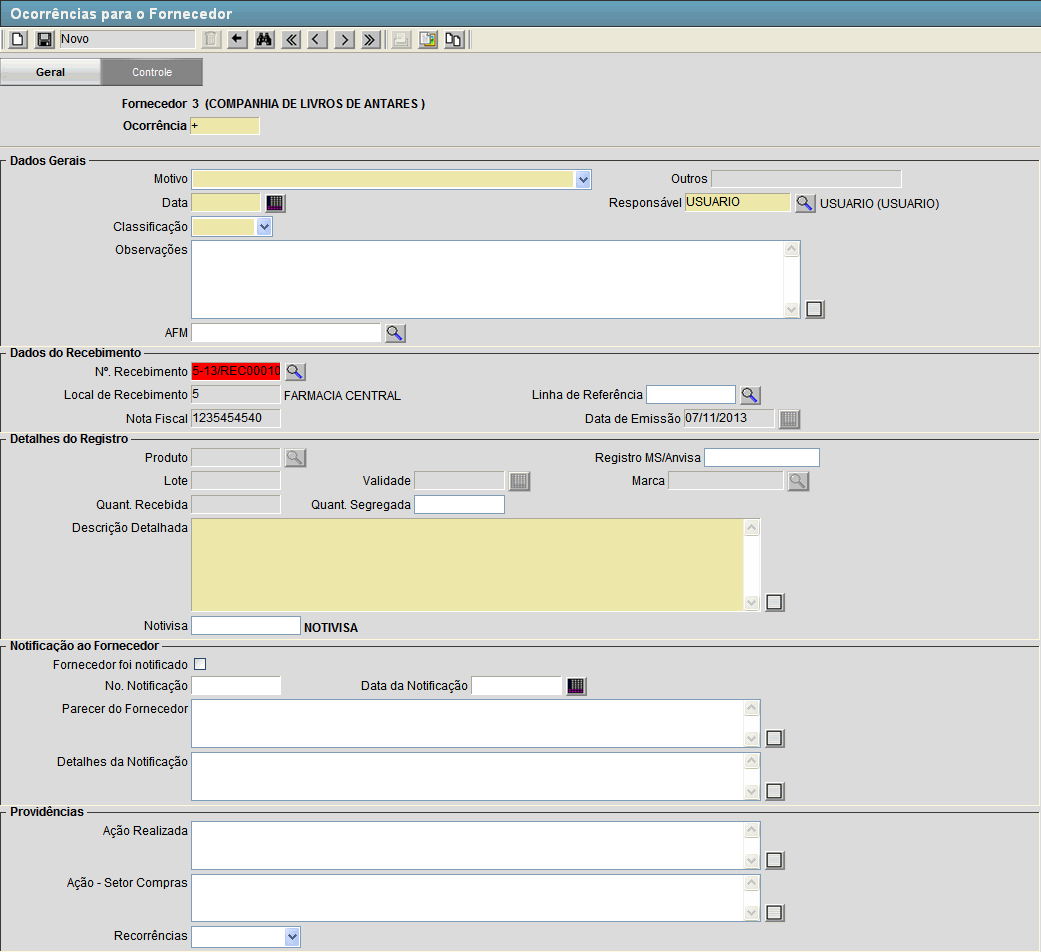 Ocorrências para o Fornecedor
Novo
Geral Controle
Fornecedor 3 (COMPANHIA DE LIVROS DE ANTARES )
Ocorrência +
Dados Gerais
Motivo Outros
Data Responsável USUARIO USUARIO (USUARIO)
Classificação
Observações
AFM
Dados do Recebimento
Nº. Recebimento 5-13/REC00010
Local de Recebimento 5 FARMACIA CENTRAL Linha de Referência
Nota Fiscal 1235454540 Data de Emissão 07/11/2013
Detalhes do Registro
Produto Registro MS/Anvisa
Lote Validade Marca
Quant. Recebida Quant. Segregada
Descrição Detalhada
Notivisa NOTIVISA
Notificação ao Fornecedor
Fornecedor foi notificado
No. Notificação Data da Notificação
Parecer do Fornecedor
Detalhes da Notificação
Providências
Ação Realizada
Ação - Setor Compras
Recorrências